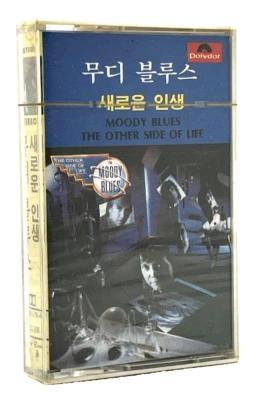 polydor
무디 블루스
새로운 인생
MOODY BLUES
THE OTHER SIDE OF LIFE
THE OTHER
SIDE OF
LIFE
THE
MOODY
BLUES
새로운 인생